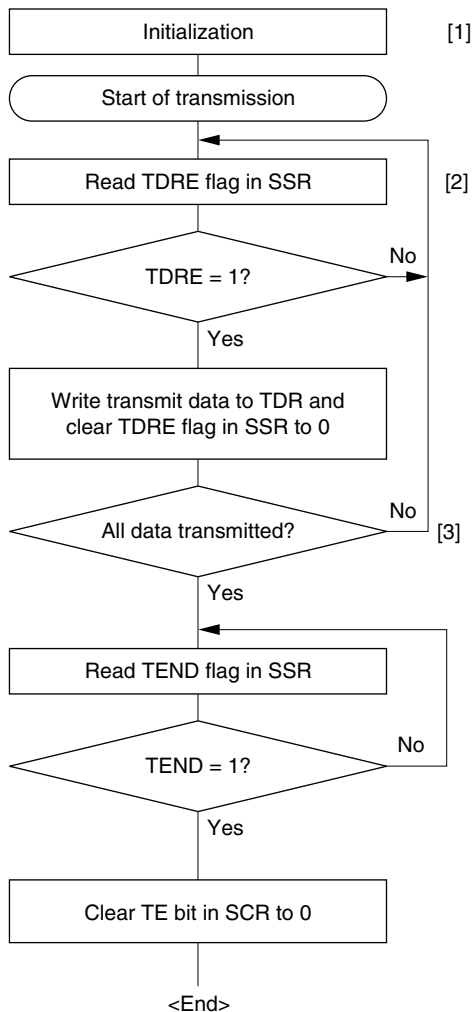 Initialization
[1]
Start of transmission
Read TDRE flag in SSR
[2]
No
TDRE = 1?
Yes
Write transmit data to TDR and
clear TDRE flag in SSR to 0
No
All data transmitted?
[3]
Yes
Read TEND flag in SSR
No
TEND = 1?
Yes
Clear TE bit in SCR to 0
<End>